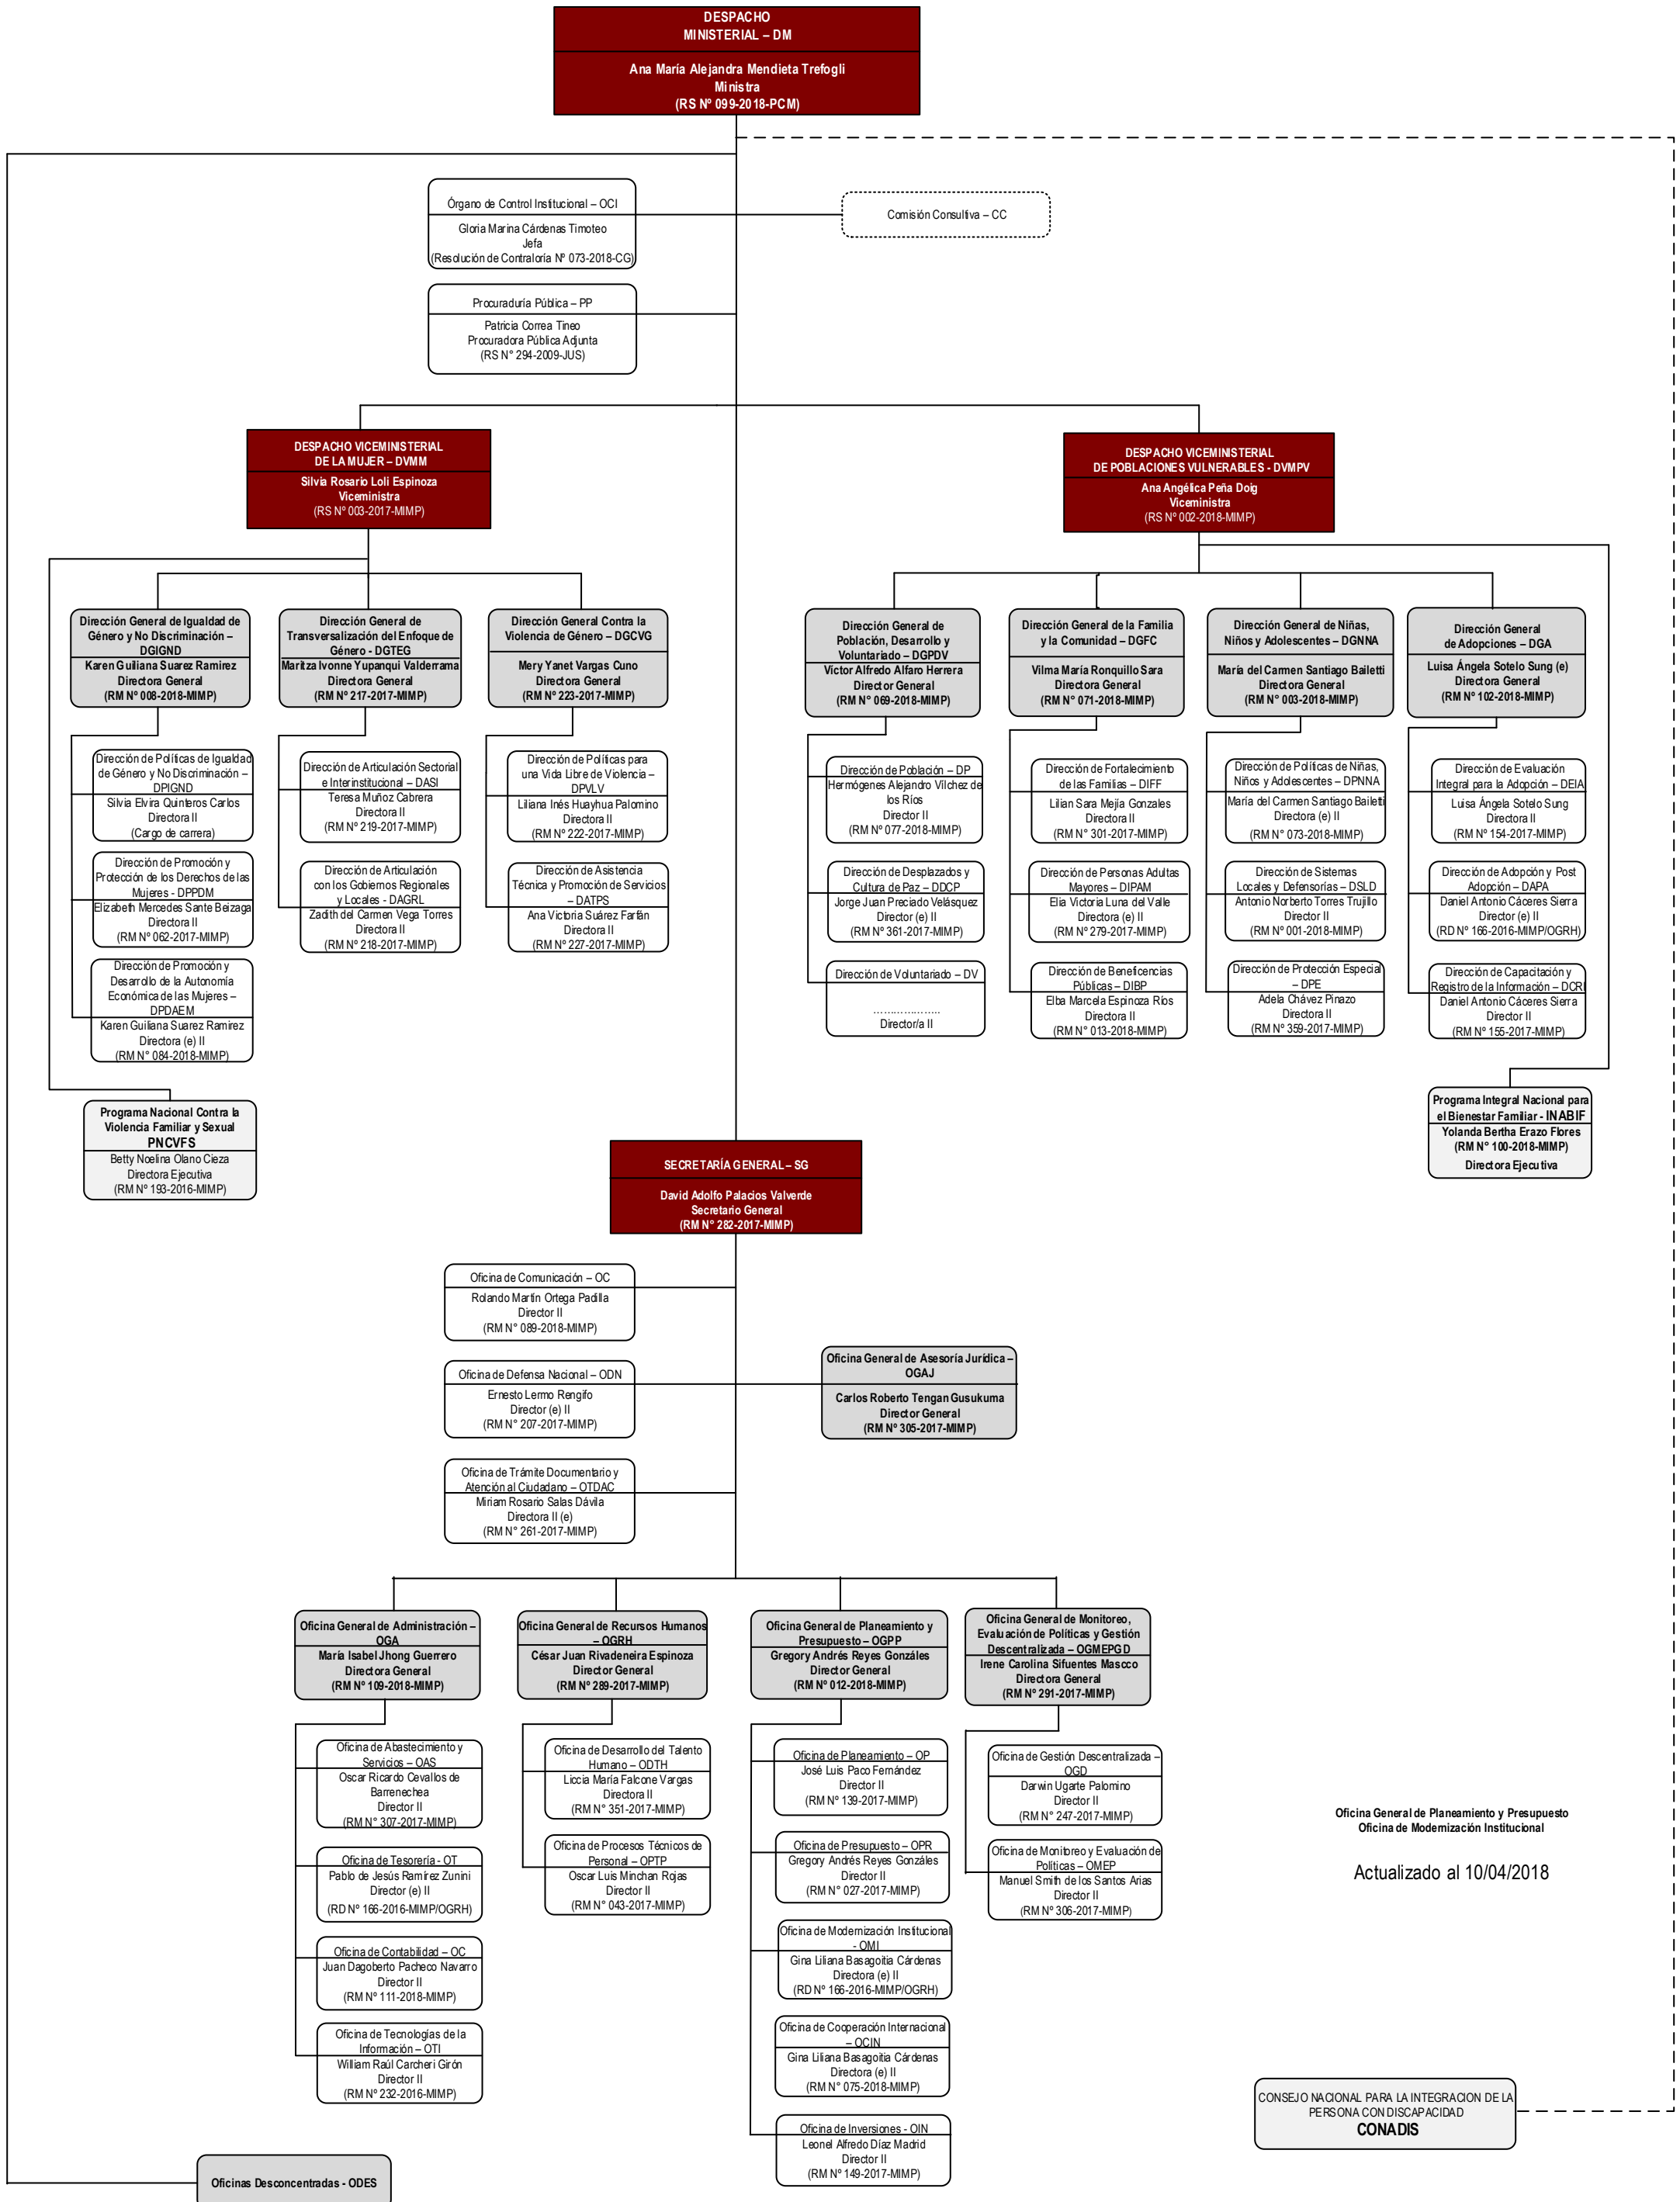 DESPACHO
MINISTERIAL – DM
Ana María Alejandra Mendieta Trefogli
Ministra
(RS Nº 099-2018-PCM)
Órgano de Control Institucional – OCI
Gloria Marina Cárdenas Timoteo
Jefa
(Resolución de Contraloría Nº 073-2018-CG)
Comisión Consultiva – CC
Procuraduría Pública – PP
Patricia Correa Tineo
Procuradora Pública Adjunta
(RS N° 294-2009-JUS)
DESPACHO VICEMINISTERIAL
DE LA MUJER – DVMM
Silvia Rosario Loli Espinoza
Viceministra
(RS Nº 003-2017-MIMP)
DESPACHO VICEMINISTERIAL
DE POBLACIONES VULNERABLES - DVMPV
Ana Angélica Peña Doig
Viceministra
(RS Nº 002-2018-MIMP)
Dirección General de Igualdad de
Género y No Discriminación –
DGIGND
Karen Guiliana Suarez Ramirez
Directora General
(RM Nº 008-2018-MIMP)
Dirección General de
Transversalización del Enfoque de
Género - DGTEG
Maritza Ivonne Yupanqui Valderrama
Directora General
(RM Nº 217-2017-MIMP)
Dirección General Contra la
Violencia de Género – DGCVG
Mery Yanet Vargas Cuno
Directora General
(RM Nº 223-2017-MIMP)
Dirección General de
Población, Desarrollo y
Voluntariado – DGPDV
Víctor Alfredo Alfaro Herrera
Director General
(RM Nº 069-2018-MIMP)
Dirección General de la Familia
y la Comunidad – DGFC
Vilma María Ronquillo Sara
Directora General
(RM Nº 071-2018-MIMP)
Dirección General de Niñas,
Niños y Adolescentes – DGNNA
María del Carmen Santiago Bailetti
Directora General
(RM Nº 003-2018-MIMP)
Dirección General
de Adopciones – DGA
Luisa Ángela Sotelo Sung (e)
Directora General
(RM Nº 102-2018-MIMP)
Dirección de Políticas de Igualdad
de Género y No Discriminación –
DPIGND
Silvia Elvira Quinteros Carlos
Directora II
(Cargo de carrera)
Dirección de Promoción y
Protección de los Derechos de las
Mujeres - DPPDM
Elizabeth Mercedes Sante Beizaga
Directora II
(RM Nº 062-2017-MIMP)
Dirección de Promoción y
Desarrollo de la Autonomía
Económica de las Mujeres –
DPDAEM
Karen Guiliana Suarez Ramirez
Directora (e) II
(RM N° 084-2018-MIMP)
Dirección de Articulación Sectorial
e Interinstitucional – DASI
Teresa Muñoz Cabrera
Directora II
(RM Nº 219-2017-MIMP)
Dirección de Articulación
con los Gobiernos Regionales
y Locales - DAGRL
Zadith del Carmen Vega Torres
Directora II
(RM Nº 218-2017-MIMP)
Dirección de Políticas para
una Vida Libre de Violencia –
DPVLV
Liliana Inés Huayhua Palomino
Directora II
(RM N° 222-2017-MIMP)
Dirección de Asistencia
Técnica y Promoción de Servicios
– DATPS
Ana Victoria Suárez Farfán
Directora II
(RM N° 227-2017-MIMP)
Dirección de Población – DP
Hermógenes Alejandro Vílchez de
los Ríos
Director II
(RM Nº 077-2018-MIMP)
Dirección de Desplazados y
Cultura de Paz – DDCP
Jorge Juan Preciado Velásquez
Director (e) II
(RM N° 361-2017-MIMP)
Dirección de Voluntariado – DV
………………..
Director/a II
Dirección de Fortalecimiento
de las Familias – DIFF
Lilian Sara Mejía Gonzales
Directora II
(RM N° 301-2017-MIMP)
Dirección de Personas Adultas
Mayores – DIPAM
Elia Victoria Luna del Valle
Directora (e) II
(RM N° 279-2017-MIMP)
Dirección de Beneficencias
Públicas – DIBP
Elba Marcela Espinoza Ríos
Directora II
(RM N° 013-2018-MIMP)
Dirección de Políticas de Niñas,
Niños y Adolescentes – DPNNA
María del Carmen Santiago Bailetti
Directora (e) II
(RM Nº 073-2018-MIMP)
Dirección de Sistemas
Locales y Defensorías – DSLD
Antonio Norberto Torres Trujillo
Director II
(RM N° 001-2018-MIMP)
Dirección de Protección Especial
– DPE
Adela Chávez Pinazo
Directora II
(RM N° 359-2017-MIMP)
Dirección de Evaluación
Integral para la Adopción – DEIA
Luisa Ángela Sotelo Sung
Directora II
(RM Nº 154-2017-MIMP)
Dirección de Adopción y Post
Adopción – DAPA
Daniel Antonio Cáceres Sierra
Director (e) II
(RD N° 166-2016-MIMP/OGRH)
Dirección de Capacitación y
Registro de la Información – DCRI
Daniel Antonio Cáceres Sierra
Director II
(RM N° 155-2017-MIMP)
Programa Nacional Contra la
Violencia Familiar y Sexual
PNCVFS
Betty Noelina Olano Cieza
Directora Ejecutiva
(RM Nº 193-2016-MIMP)
Programa Integral Nacional para
el Bienestar Familiar - INABIF
Yolanda Bertha Erazo Flores
(RM N° 100-2018-MIMP)
Directora Ejecutiva
SECRETARÍA GENERAL – SG
David Adolfo Palacios Valverde
Secretario General
(RM N° 282-2017-MIMP)
Oficina de Comunicación – OC
Rolando Martín Ortega Padilla
Director II
(RM N° 089-2018-MIMP)
Oficina de Defensa Nacional – ODN
Ernesto Lermo Rengifo
Director (e) II
(RM N° 207-2017-MIMP)
Oficina General de Asesoría Jurídica –
OGAJ
Carlos Roberto Tengan Gusukuma
Director General
(RM Nº 305-2017-MIMP)
Oficina de Trámite Documentario y
Atención al Ciudadano – OTDAC
Miriam Rosario Salas Dávila
Directora II (e)
(RM N° 261-2017-MIMP)
Oficina General de Administración –
OGA
María Isabel Jhong Guerrero
Directora General
(RM Nº 109-2018-MIMP)
Oficina General de Recursos Humanos
– OGRH
César Juan Rivadeneira Espinoza
Director General
(RM Nº 289-2017-MIMP)
Oficina General de Planeamiento y
Presupuesto – OGPP
Gregory Andrés Reyes Gonzáles
Director General
(RM Nº 012-2018-MIMP)
Oficina General de Monitoreo,
Evaluación de Políticas y Gestión
Descentralizada – OGMEPGD
Irene Carolina Sifuentes Mascco
Directora General
(RM Nº 291-2017-MIMP)
Oficina de Abastecimiento y
Servicios – OAS
Oscar Ricardo Cevallos de
Barrenechea
Director II
(RM N° 307-2017-MIMP)
Oficina de Tesorería - OT
Pablo de Jesús Ramírez Zunini
Director (e) II
(RD Nº 166-2016-MIMP/OGRH)
Oficina de Contabilidad – OC
Juan Dagoberto Pacheco Navarro
Director II
(RM N° 111-2018-MIMP)
Oficina de Tecnologías de la
Información – OTI
William Raúl Carcheri Girón
Director II
(RM Nº 232-2016-MIMP)
Oficina de Desarrollo del Talento
Humano – ODTH
Liccia María Falcone Vargas
Directora II
(RM N° 351-2017-MIMP)
Oficina de Procesos Técnicos de
Personal – OPTP
Oscar Luis Minchan Rojas
Director II
(RM N° 043-2017-MIMP)
Oficina de Planeamiento – OP
José Luis Paco Fernández
Director II
(RM N° 139-2017-MIMP)
Oficina de Presupuesto – OPR
Gregory Andrés Reyes Gonzáles
Director II
(RM N° 027-2017-MIMP)
Oficina de Modernización Institucional
- OMI
Gina Liliana Basagoitia Cárdenas
Directora (e) II
(RD Nº 166-2016-MIMP/OGRH)
Oficina de Cooperación Internacional
– OCIN
Gina Liliana Basagoitia Cárdenas
Directora (e) II
(RM N° 075-2018-MIMP)
Oficina de Inversiones - OIN
Leonel Alfredo Díaz Madrid
Director II
(RM Nº 149-2017-MIMP)
Oficina de Gestión Descentralizada –
OGD
Darwin Ugarte Palomino
Director II
(RM N° 247-2017-MIMP)
Oficina de Monitoreo y Evaluación de
Políticas – OMEP
Manuel Smith de los Santos Arias
Director II
(RM N° 306-2017-MIMP)
Oficina General de Planeamiento y Presupuesto
Oficina de Modernización Institucional
Actualizado al 10/04/2018
CONSEJO NACIONAL PARA LA INTEGRACION DE LA
PERSONA CON DISCAPACIDAD
CONADIS
Oficinas Desconcentradas - ODES